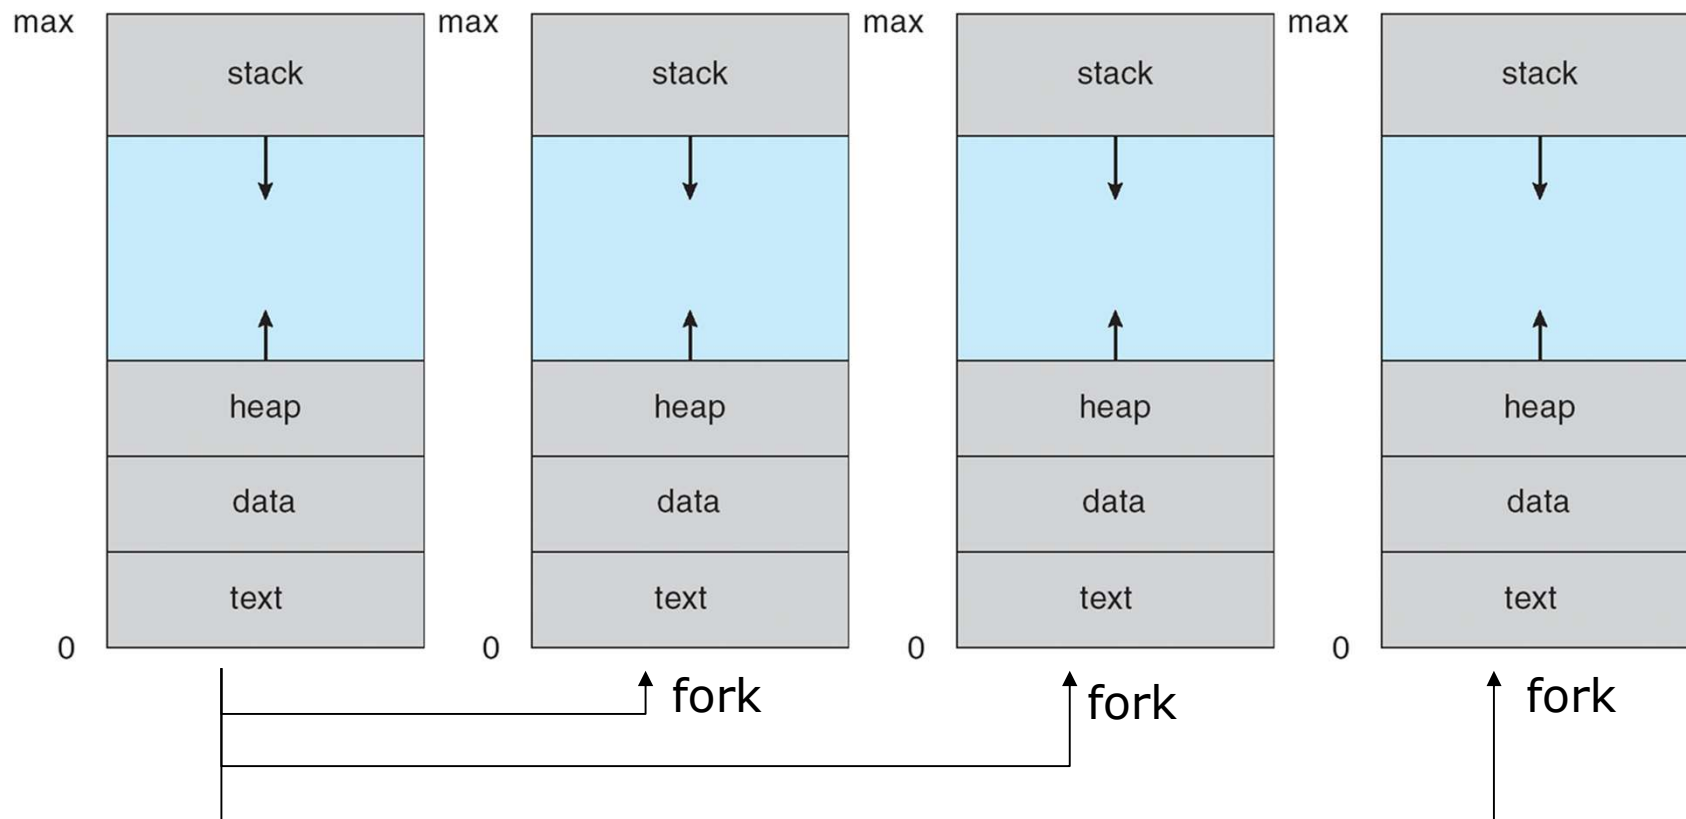 max max max max
stack stack stack stack
heap heap heap heap
data data data data
text text text text
0 0 0 0
fork fork fork